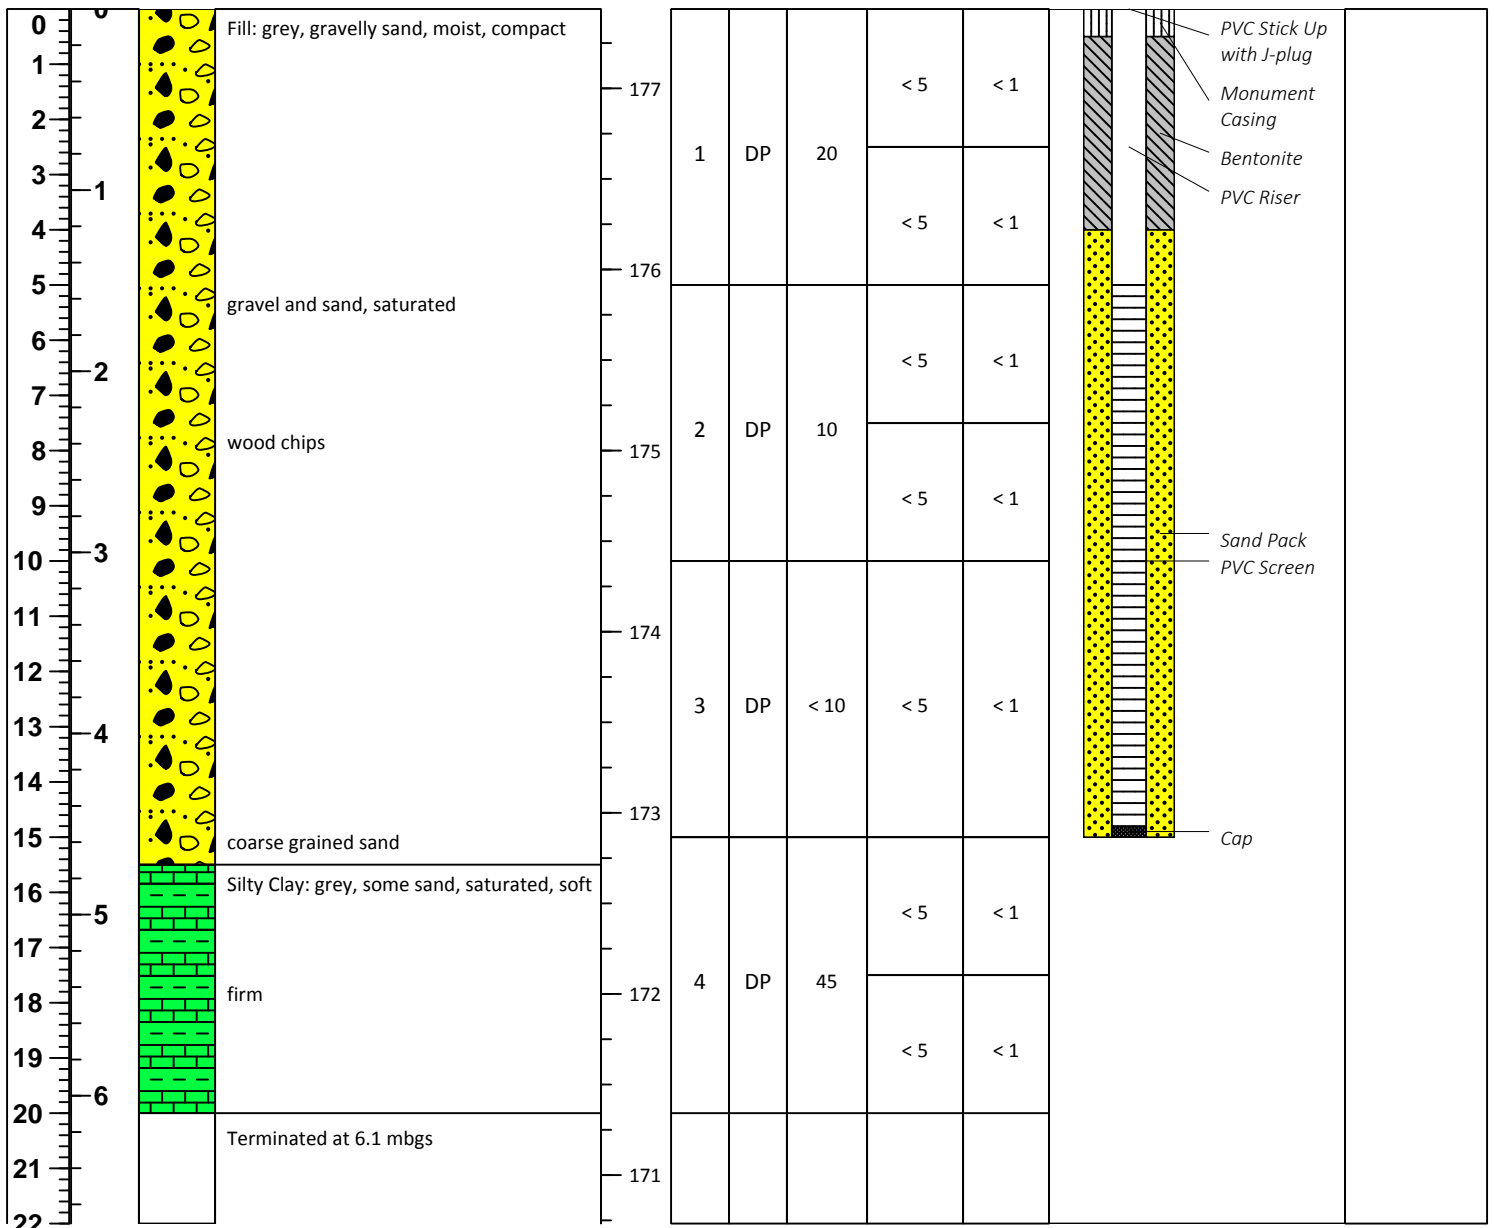 0
1
2
3
4
5
6
7
8
9
10
11
12
13
14
15
16
17
18
19
20
21
22
0
1
2
3
4
5
6
Fill: grey, gravelly sand, moist, compact
gravel and sand, saturated
wood chips
coarse grained sand
Silty Clay: grey, some sand, saturated, soft
firm
Terminated at 6.1 mbgs
177
176
175
174
173
172
171
1 DP 20
< 5 < 1
< 5 < 1
2 DP 10
< 5 < 1
< 5 < 1
3 DP < 10 < 5 < 1
4 DP 45
< 5 < 1
< 5 < 1
PVC Stick Up
with J-plug
Monument
Casing
Bentonite
PVC Riser
Sand Pack
PVC Screen
Cap